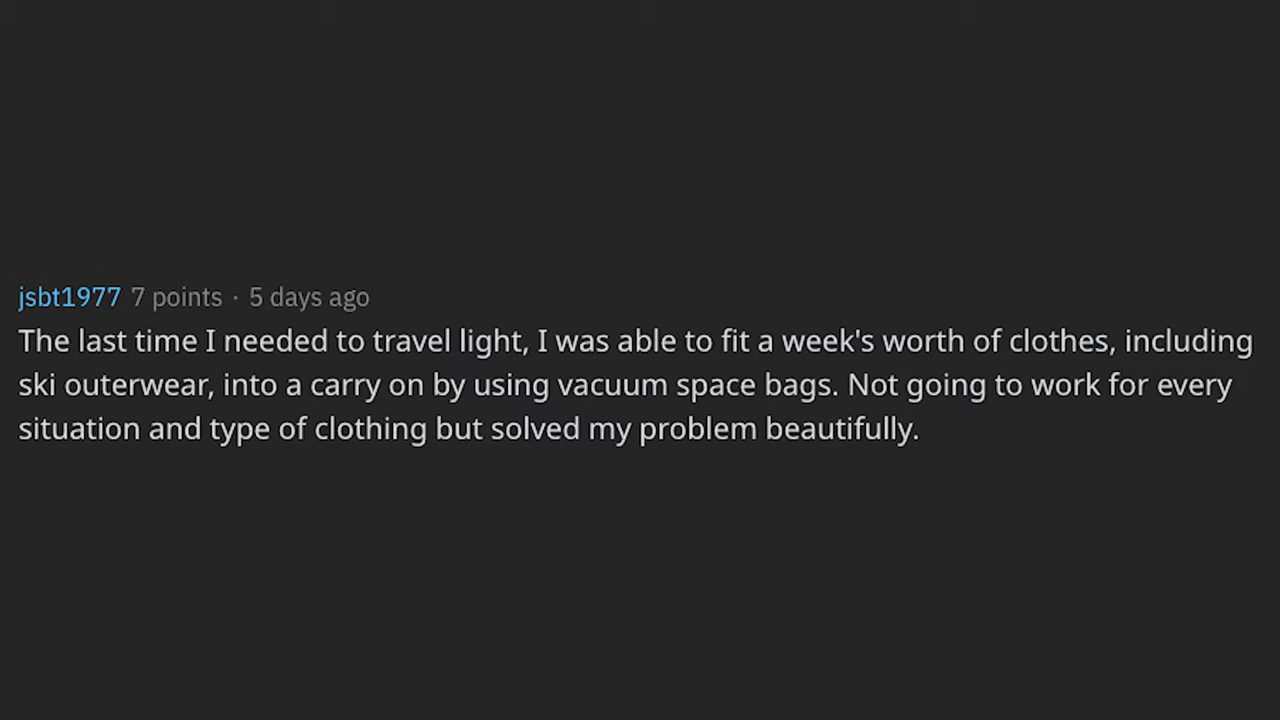 jsbt1977 7 points · 5 days ago
The last time I needed to travel light, I was able to fit a week's worth of clothes, including
ski outerwear, into a carry on by using vacuum space bags. Not going to work for every
situation and type of clothing but solved my problem beautifully.